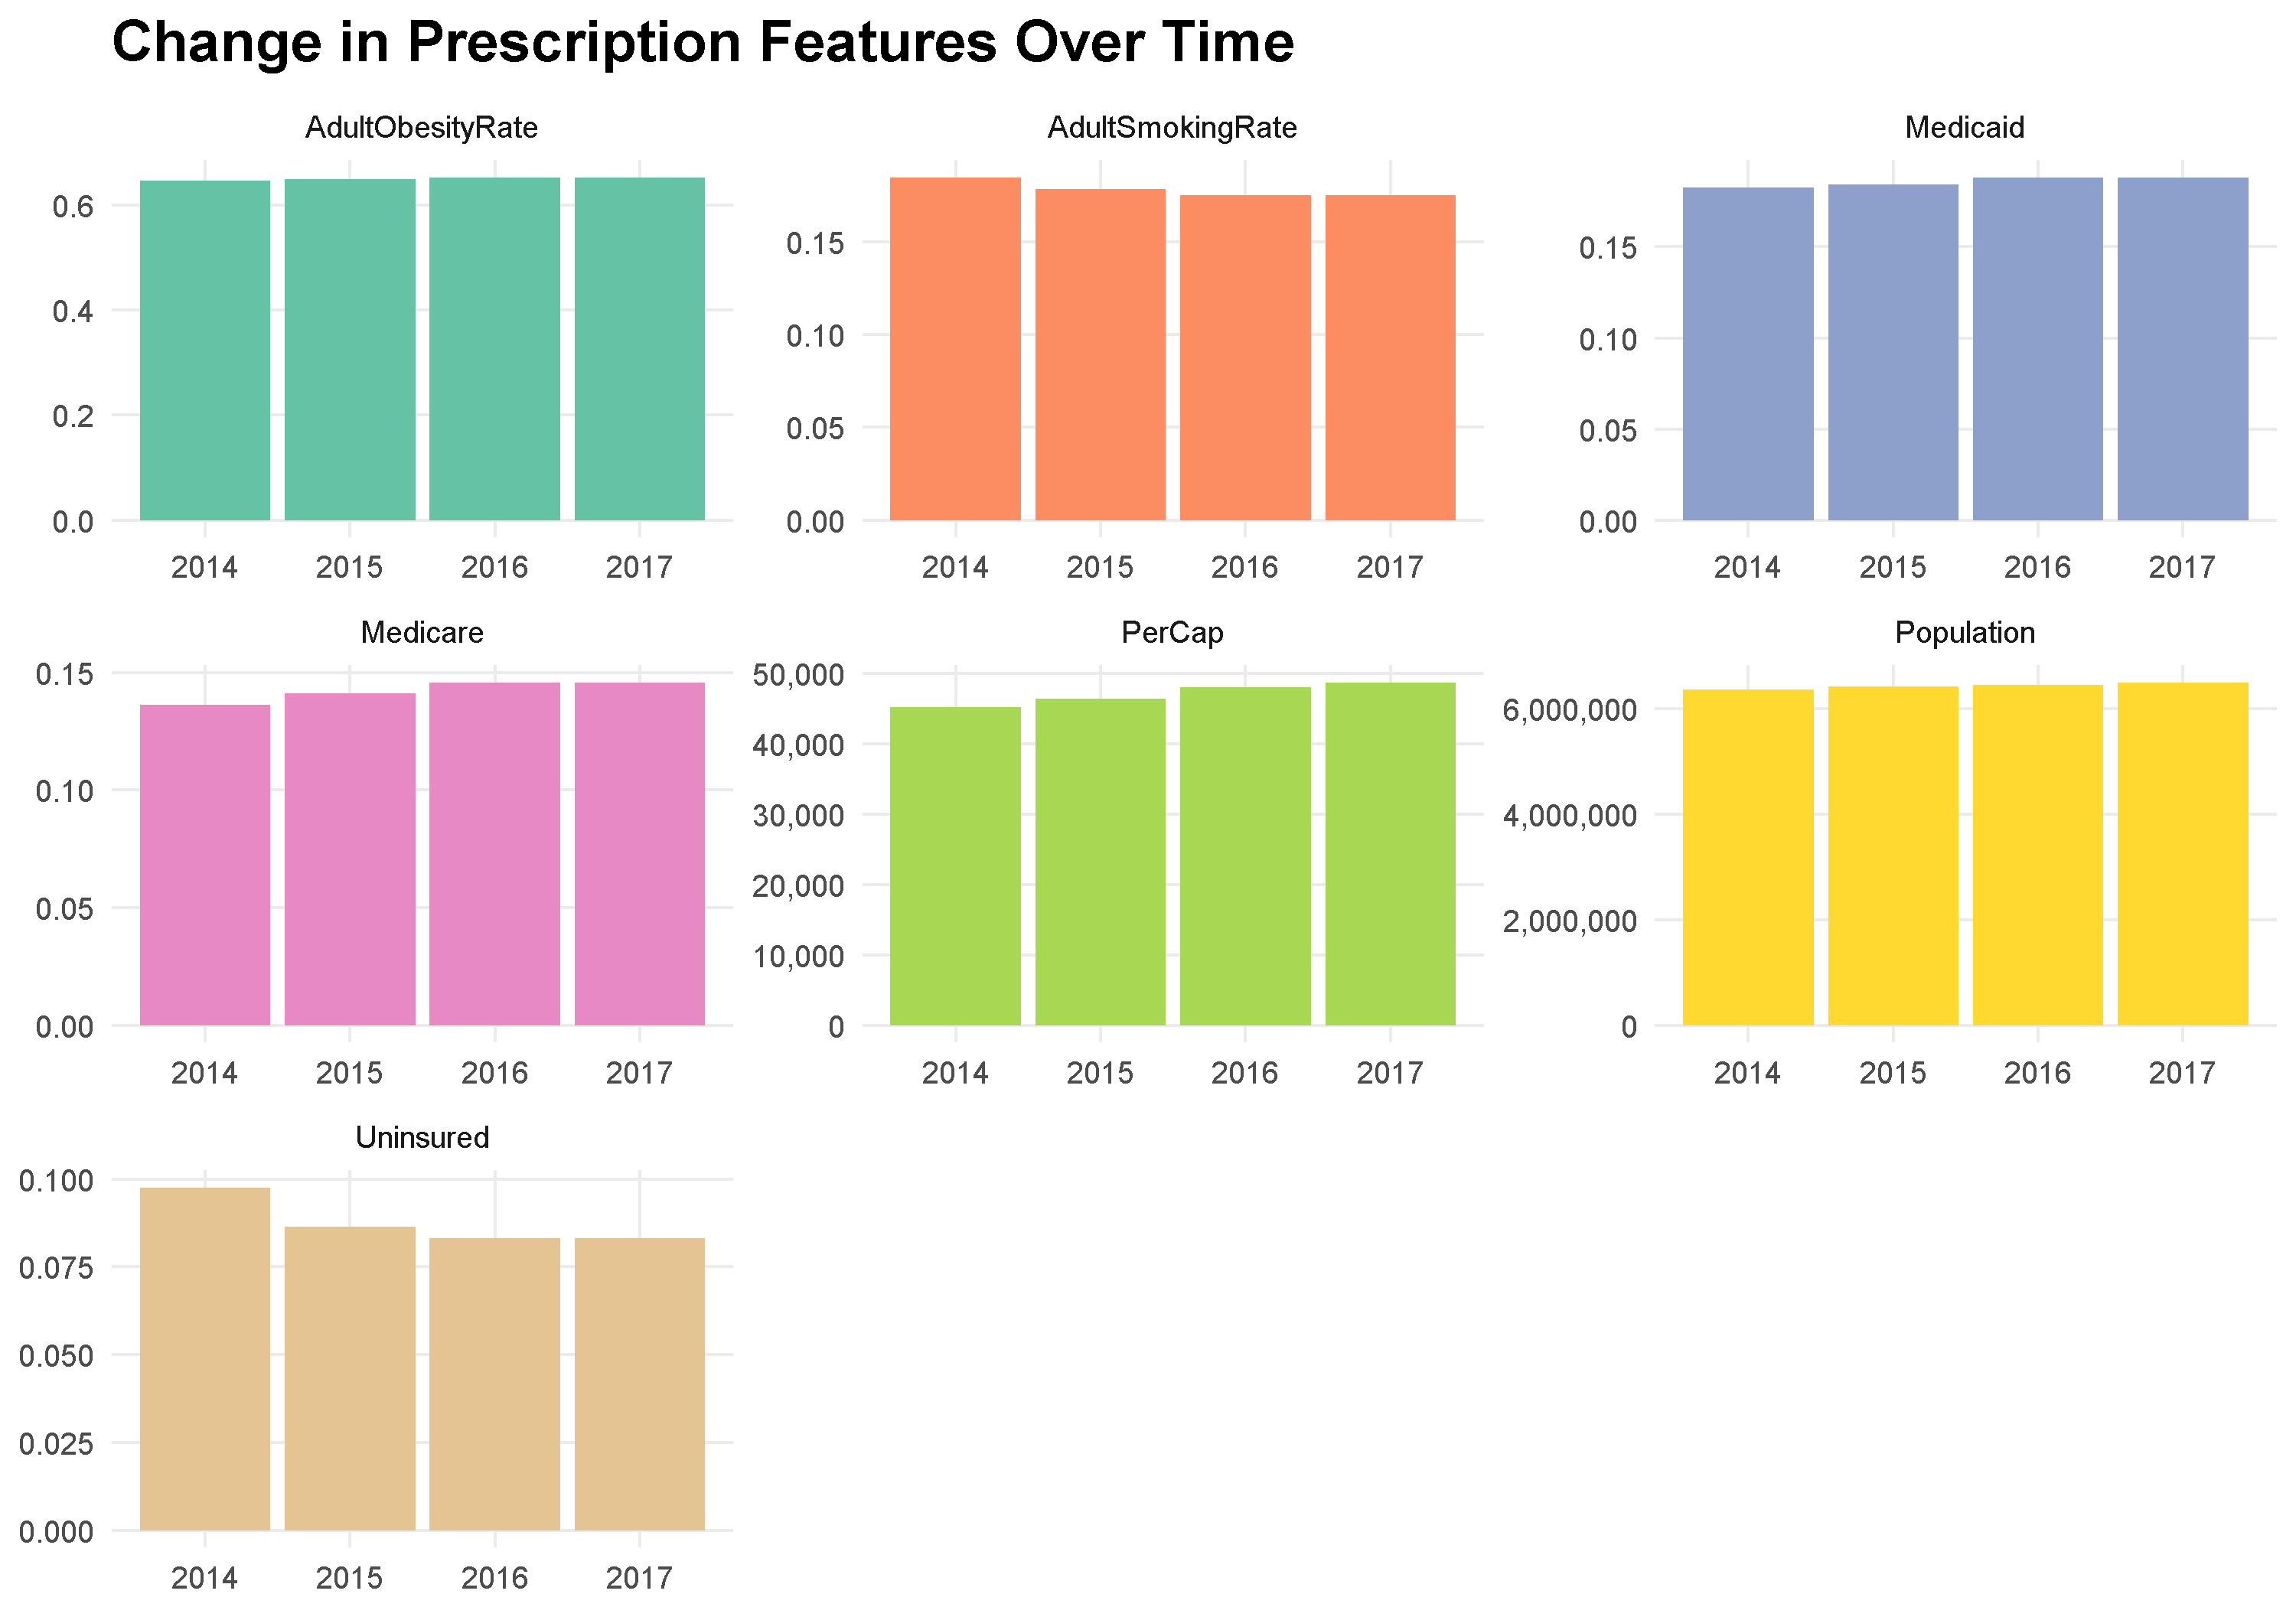 Change in Prescription Features Over Time
AdultObesityRate
0.6
0.4
0.2
0.0
2014 2015 2016 2017
AdultSmokingRate
0.15
0.10
0.05
0.00
2014 2015 2016 2017
Medicaid
0.15
0.10
0.05
0.00
2014 2015 2016 2017
Medicare
0.15
0.10
0.05
0.00
2014 2015 2016 2017
PerCap
50,000
40,000
30,000
20,000
10,000
0
2014 2015 2016 2017
Population
6,000,000
4,000,000
2,000,000
0
2014 2015 2016 2017
Uninsured
0.100
0.075
0.050
0.025
0.000
2014 2015 2016 2017